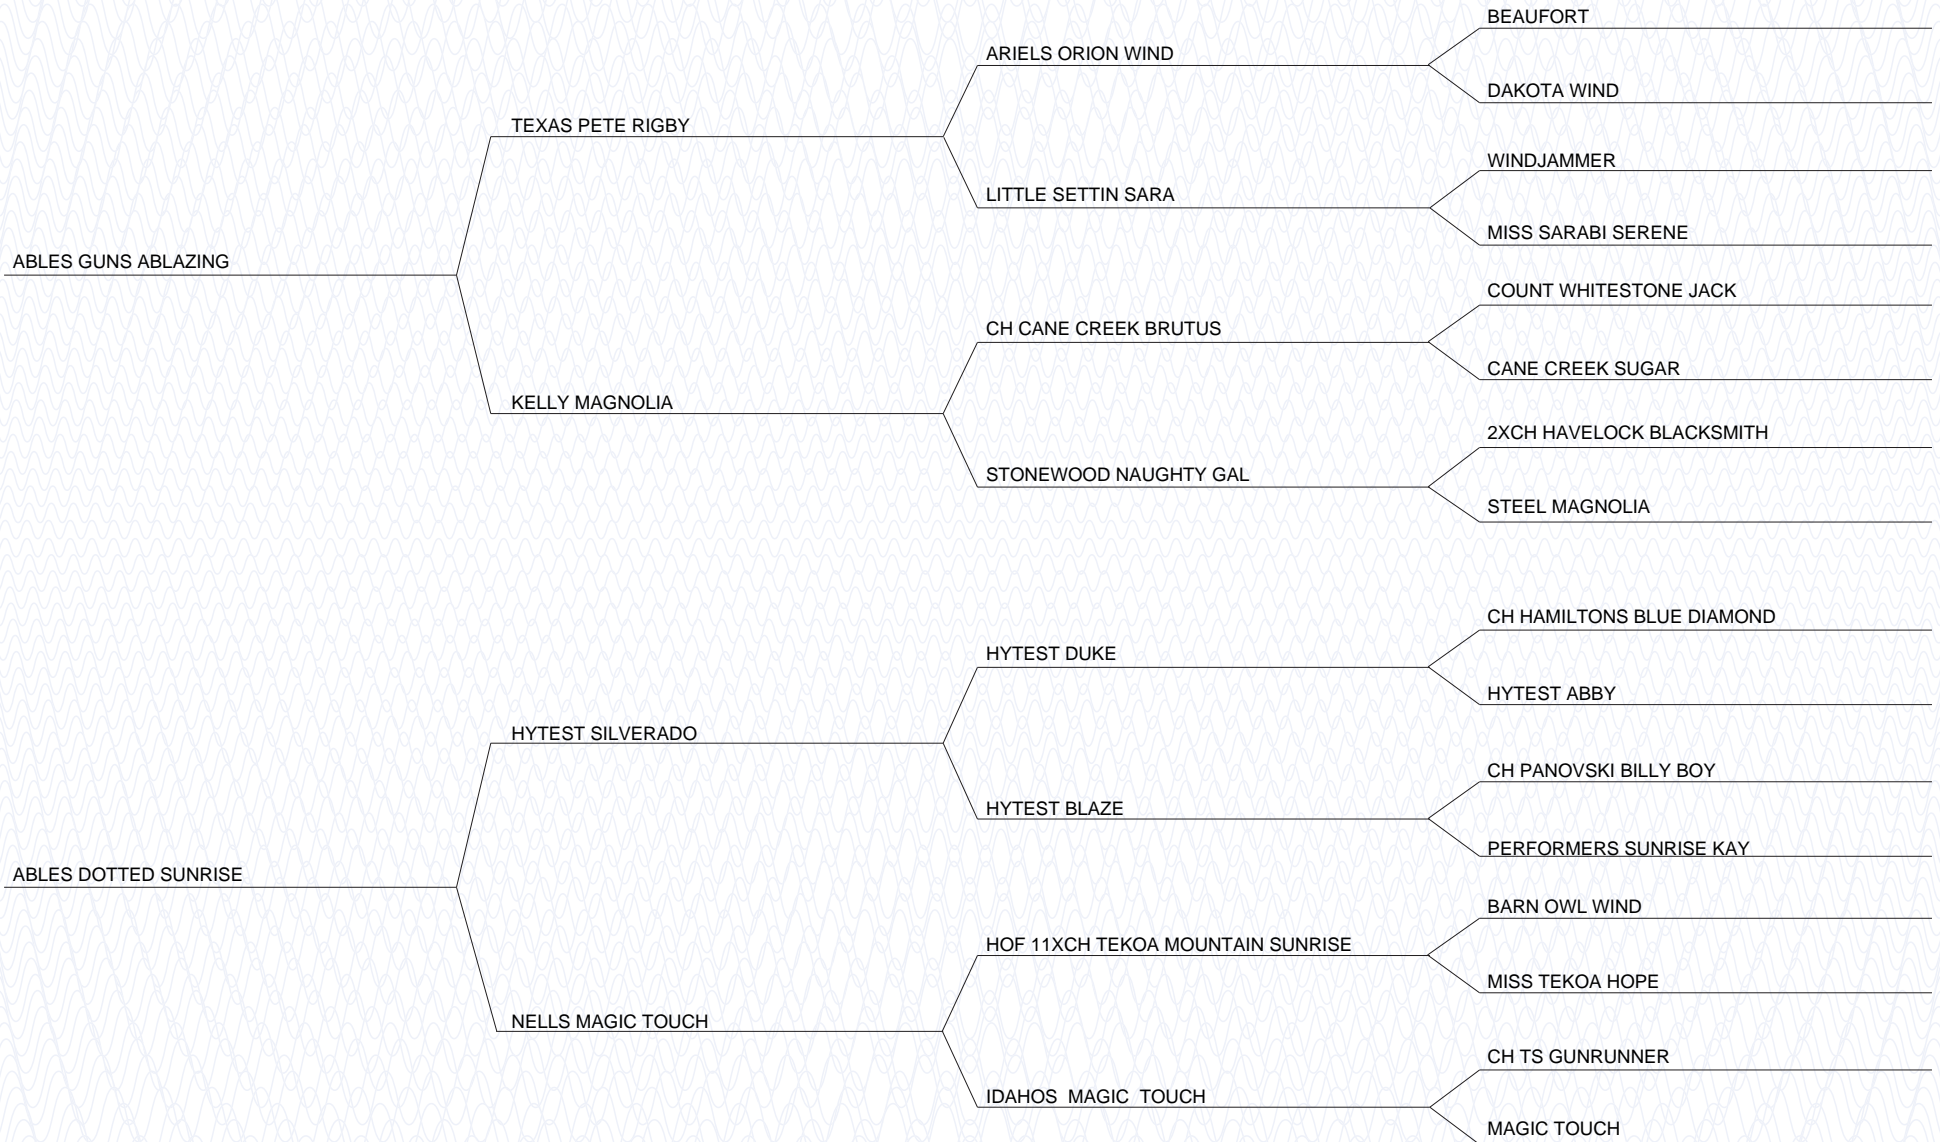 BEAUFORT
ARIELS ORION WIND
DAKOTA WIND
TEXAS PETE RIGBY
WINDJAMMER
LITTLE SETTIN SARA
MISS SARABI SERENE
ABLES GUNS ABLAZING
COUNT WHITESTONE JACK
CH CANE CREEK BRUTUS
CANE CREEK SUGAR
KELLY MAGNOLIA
2XCH HAVELOCK BLACKSMITH
STONEWOOD NAUGHTY GAL
STEEL MAGNOLIA
CH HAMILTONS BLUE DIAMOND
HYTEST DUKE
HYTEST ABBY
HYTEST SILVERADO
CH PANOVSKI BILLY BOY
HYTEST BLAZE
PERFORMERS SUNRISE KAY
ABLES DOTTED SUNRISE
BARN OWL WIND
HOF 11XCH TEKOA MOUNTAIN SUNRISE
MISS TEKOA HOPE
NELLS MAGIC TOUCH
CH TS GUNRUNNER
IDAHOS  MAGIC  TOUCH
MAGIC TOUCH